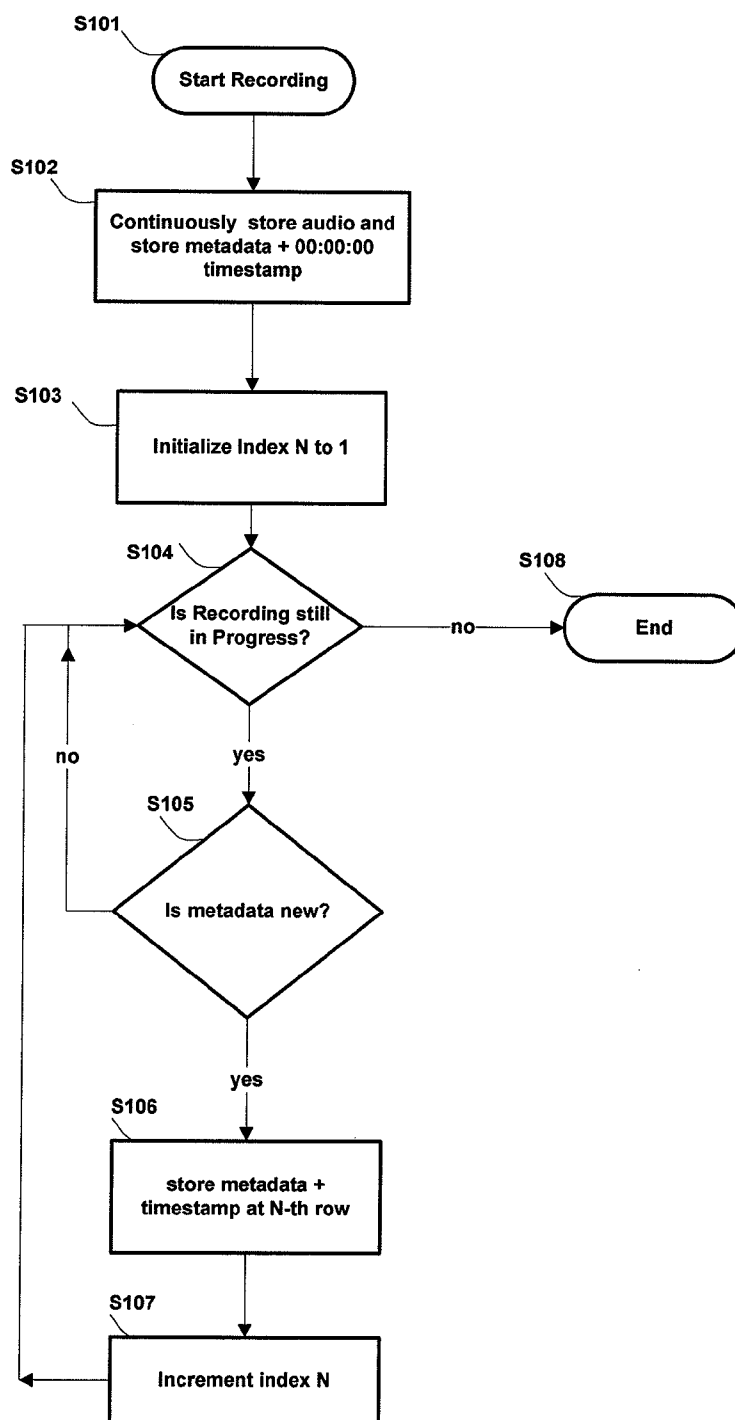 S101
Start Recording
S102
Continuously store audio and
store metadata + 00:00:00
timestamp
S103
Initialize Index N to 1
S104
Is Recording still
in Progress?
no
S108
End
yes
no
S105
Is metadata new?
yes
S106
store metadata +
timestamp at N-th row
S107
Increment index N